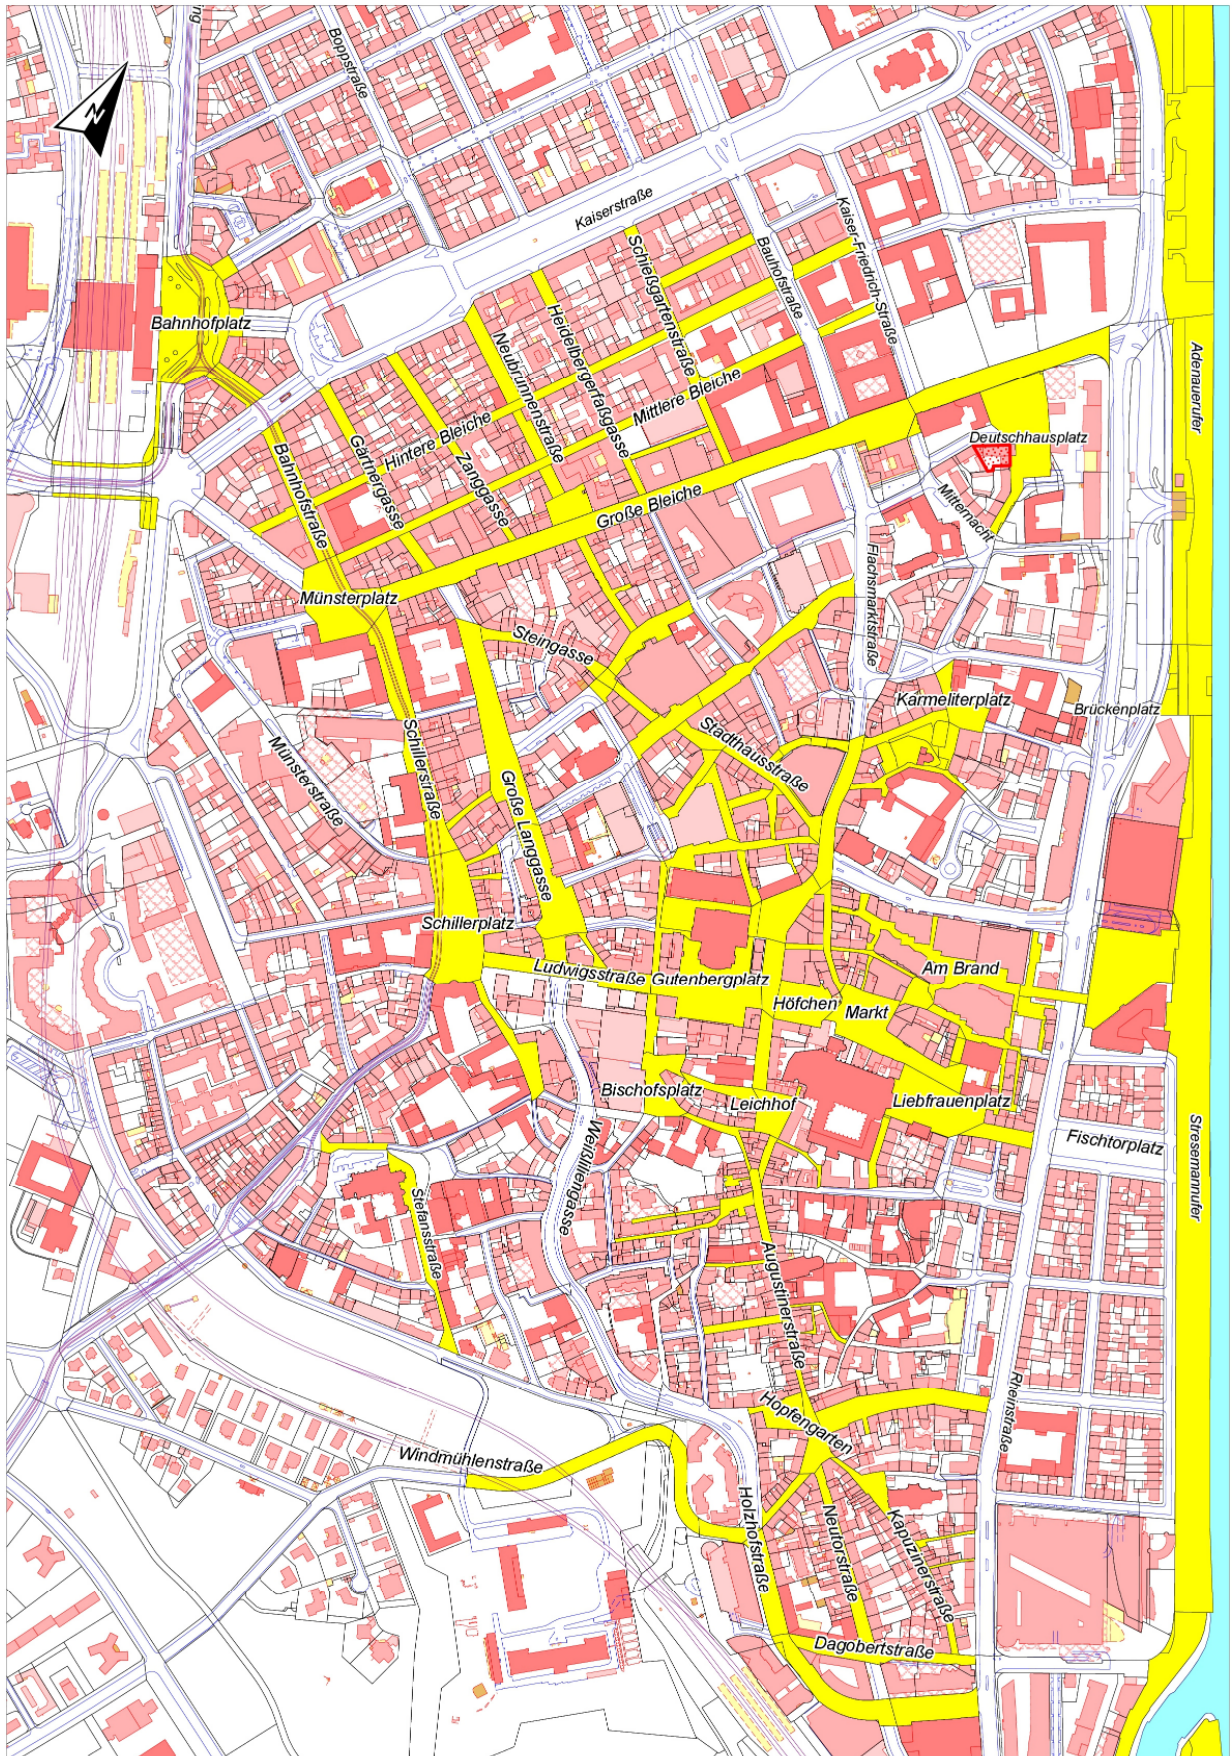 ng
Boppstraße
N
Kaiserstraße
Schießgartenstraße
Bauhofstraße
Kaiser-Friedrich-Straße
Bahnhofplatz
Heidelbergerfaßgasse
Neubrunnenstraße
Adenauerufer
Mittlere Bleiche
Hintere Bleiche
Gärtnergasse
Zanggasse
Bahnhofstraße
Deutschhausplatz
Große Bleiche
Mitternacht
Flachsmarktstraße
Münsterplatz
Steingasse
Karmeliterplatz
Brückenplatz
Stadthausstraße
Schillerstraße
Münsterstraße
Große Langgasse
Schillerplatz
Ludwigsstraße
Gutenbergplatz
Am Brand
Höfchen
Markt
Bischofsplatz
Leichhof
Liebfrauenplatz
Fischtorplatz
Stresemannufer
Weißliliengasse
Stefansstraße
Augustinerstraße
Rheinstraße
Hopfengarten
Windmühlenstraße
Holzhofstraße
Neutorstraße
Kapuzinerstraße
Dagobertstraße